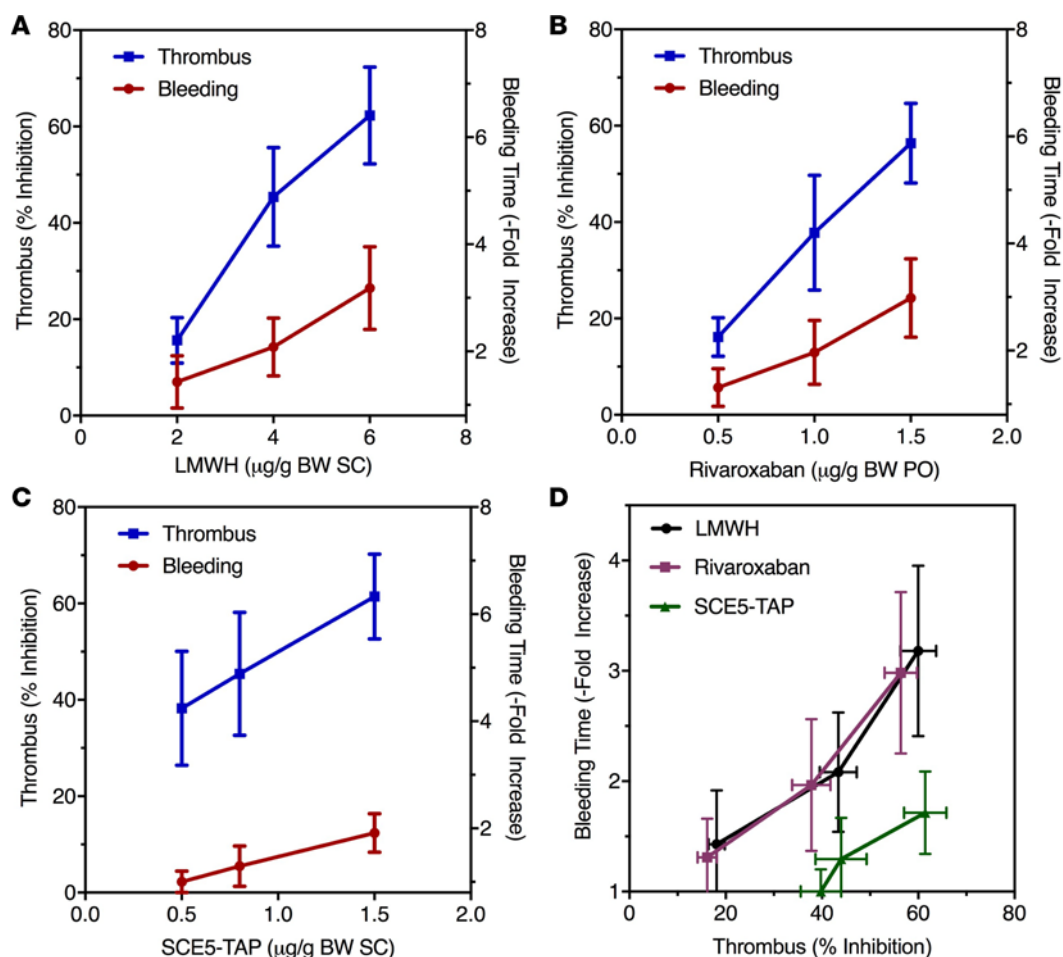 A
Thrombus
Bleeding
Thrombus (% Inhibition)
80
60
40
20
0
Bleeding Time (-Fold Increase)
8
6
4
2
0 2 4 6 8
LMWH (μg/g BW SC)
B
Thrombus
Bleeding
Thrombus (% Inhibition)
80
60
40
20
0
Bleeding Time (-Fold Increase)
8
6
4
2
0.0 0.5 1.0 1.5 2.0
Rivaroxaban (μg/g BW PO)
C
Thrombus
Bleeding
Thrombus (% Inhibition)
80
60
40
20
0
Bleeding Time (-Fold Increase)
8
6
4
2
0.0 0.5 1.0 1.5 2.0
SCE5-TAP (μg/g BW SC)
D
LMWH
Rivaroxaban
SCE5-TAP
Bleeding Time (-Fold Increase)
4
3
2
1
0 20 40 60 80
Thrombus (% Inhibition)